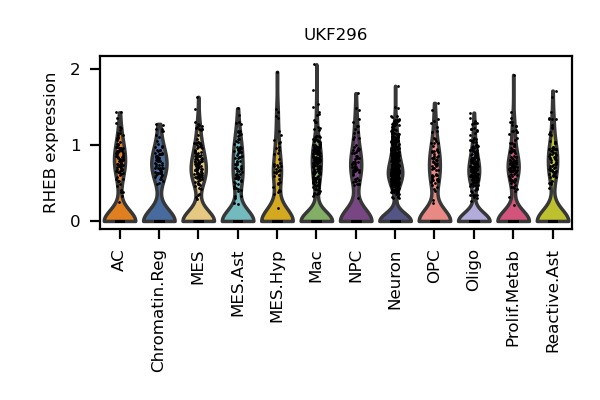 UKF296
RHEB expression
2
1
0
AC
Chromatin.Reg
MES
MES.Ast
MES.Hyp
Mac
NPC
Neuron
OPC
Oligo
Prolif.Metab
Reactive.Ast